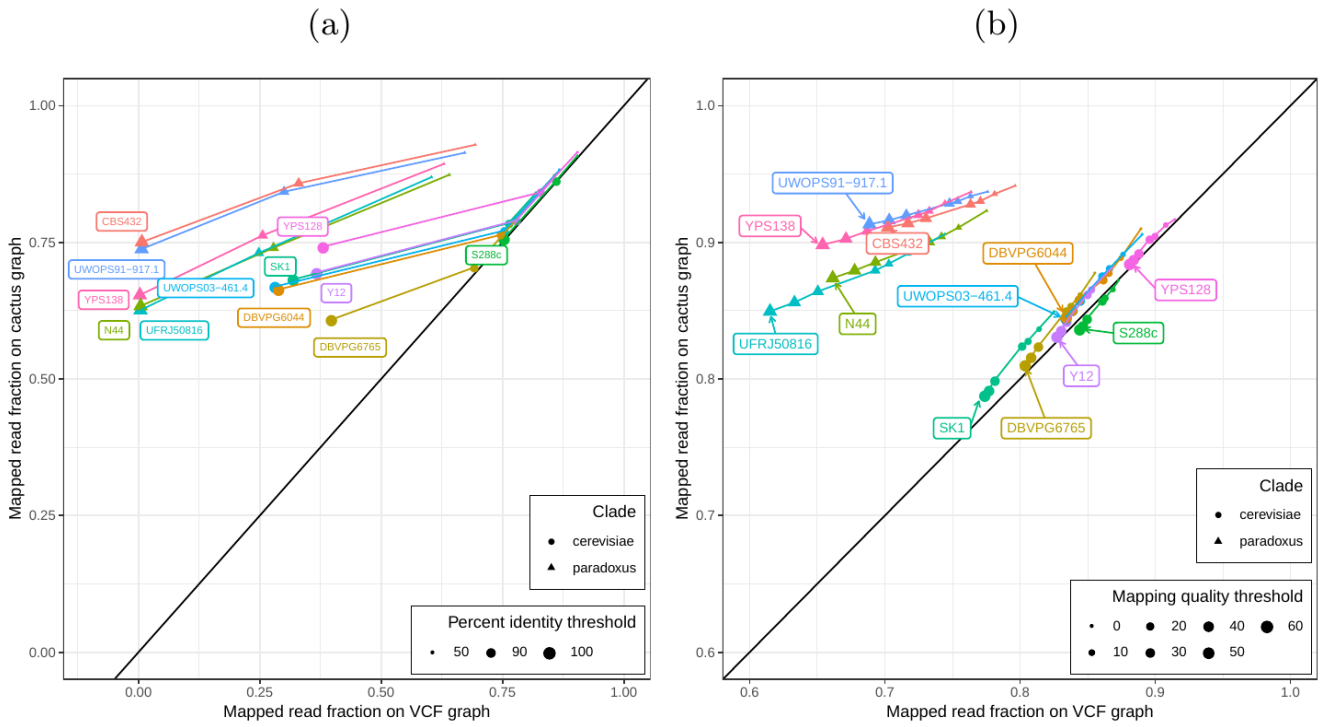 (a)
(b)
Mapped read fraction on cactus graph
1.00
0.75
0.50
0.25
0.00
CBS432
UWOPS91−917.1
YPS138
N44
UFRJ50816
UWOPS03−461.4
SK1
YPS128
Y12
DBVPG6044
DBVPG6765
S288c
Clade
cerevisiae
paradoxus
Percent identity threshold
50 90 100
0.00 0.25 0.50 0.75 1.00
Mapped read fraction on VCF graph
Mapped read fraction on cactus graph
1.0
0.9
0.8
0.7
0.6
UWOPS91−917.1
YPS138
CBS432
DBVPG6044
UWOPS03−461.4
YPS128
N44
UFRJ50816
S288c
Y12
SK1
DBVPG6765
Clade
cerevisiae
paradoxus
Mapping quality threshold
0 20 40 60
10 30 50
0.6 0.7 0.8 0.9 1.0
Mapped read fraction on VCF graph